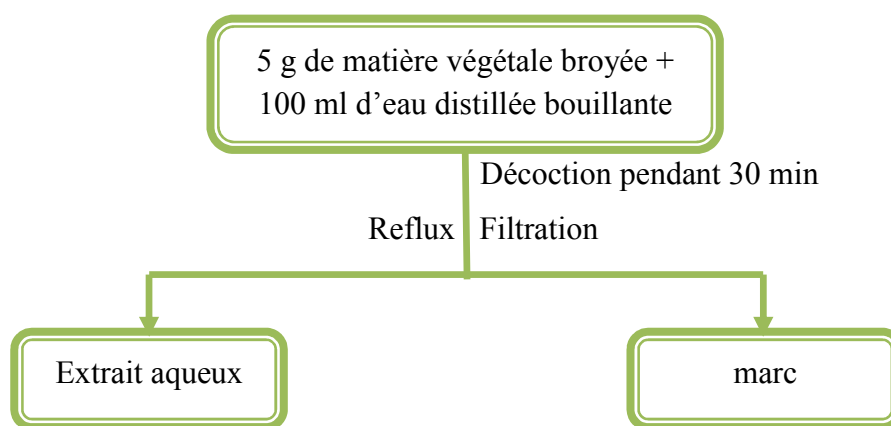 5 g de matière végétale broyée +
100 ml d’eau distillée bouillante
Décoction pendant 30 min
Reflux
Filtration
Extrait aqueux
marc